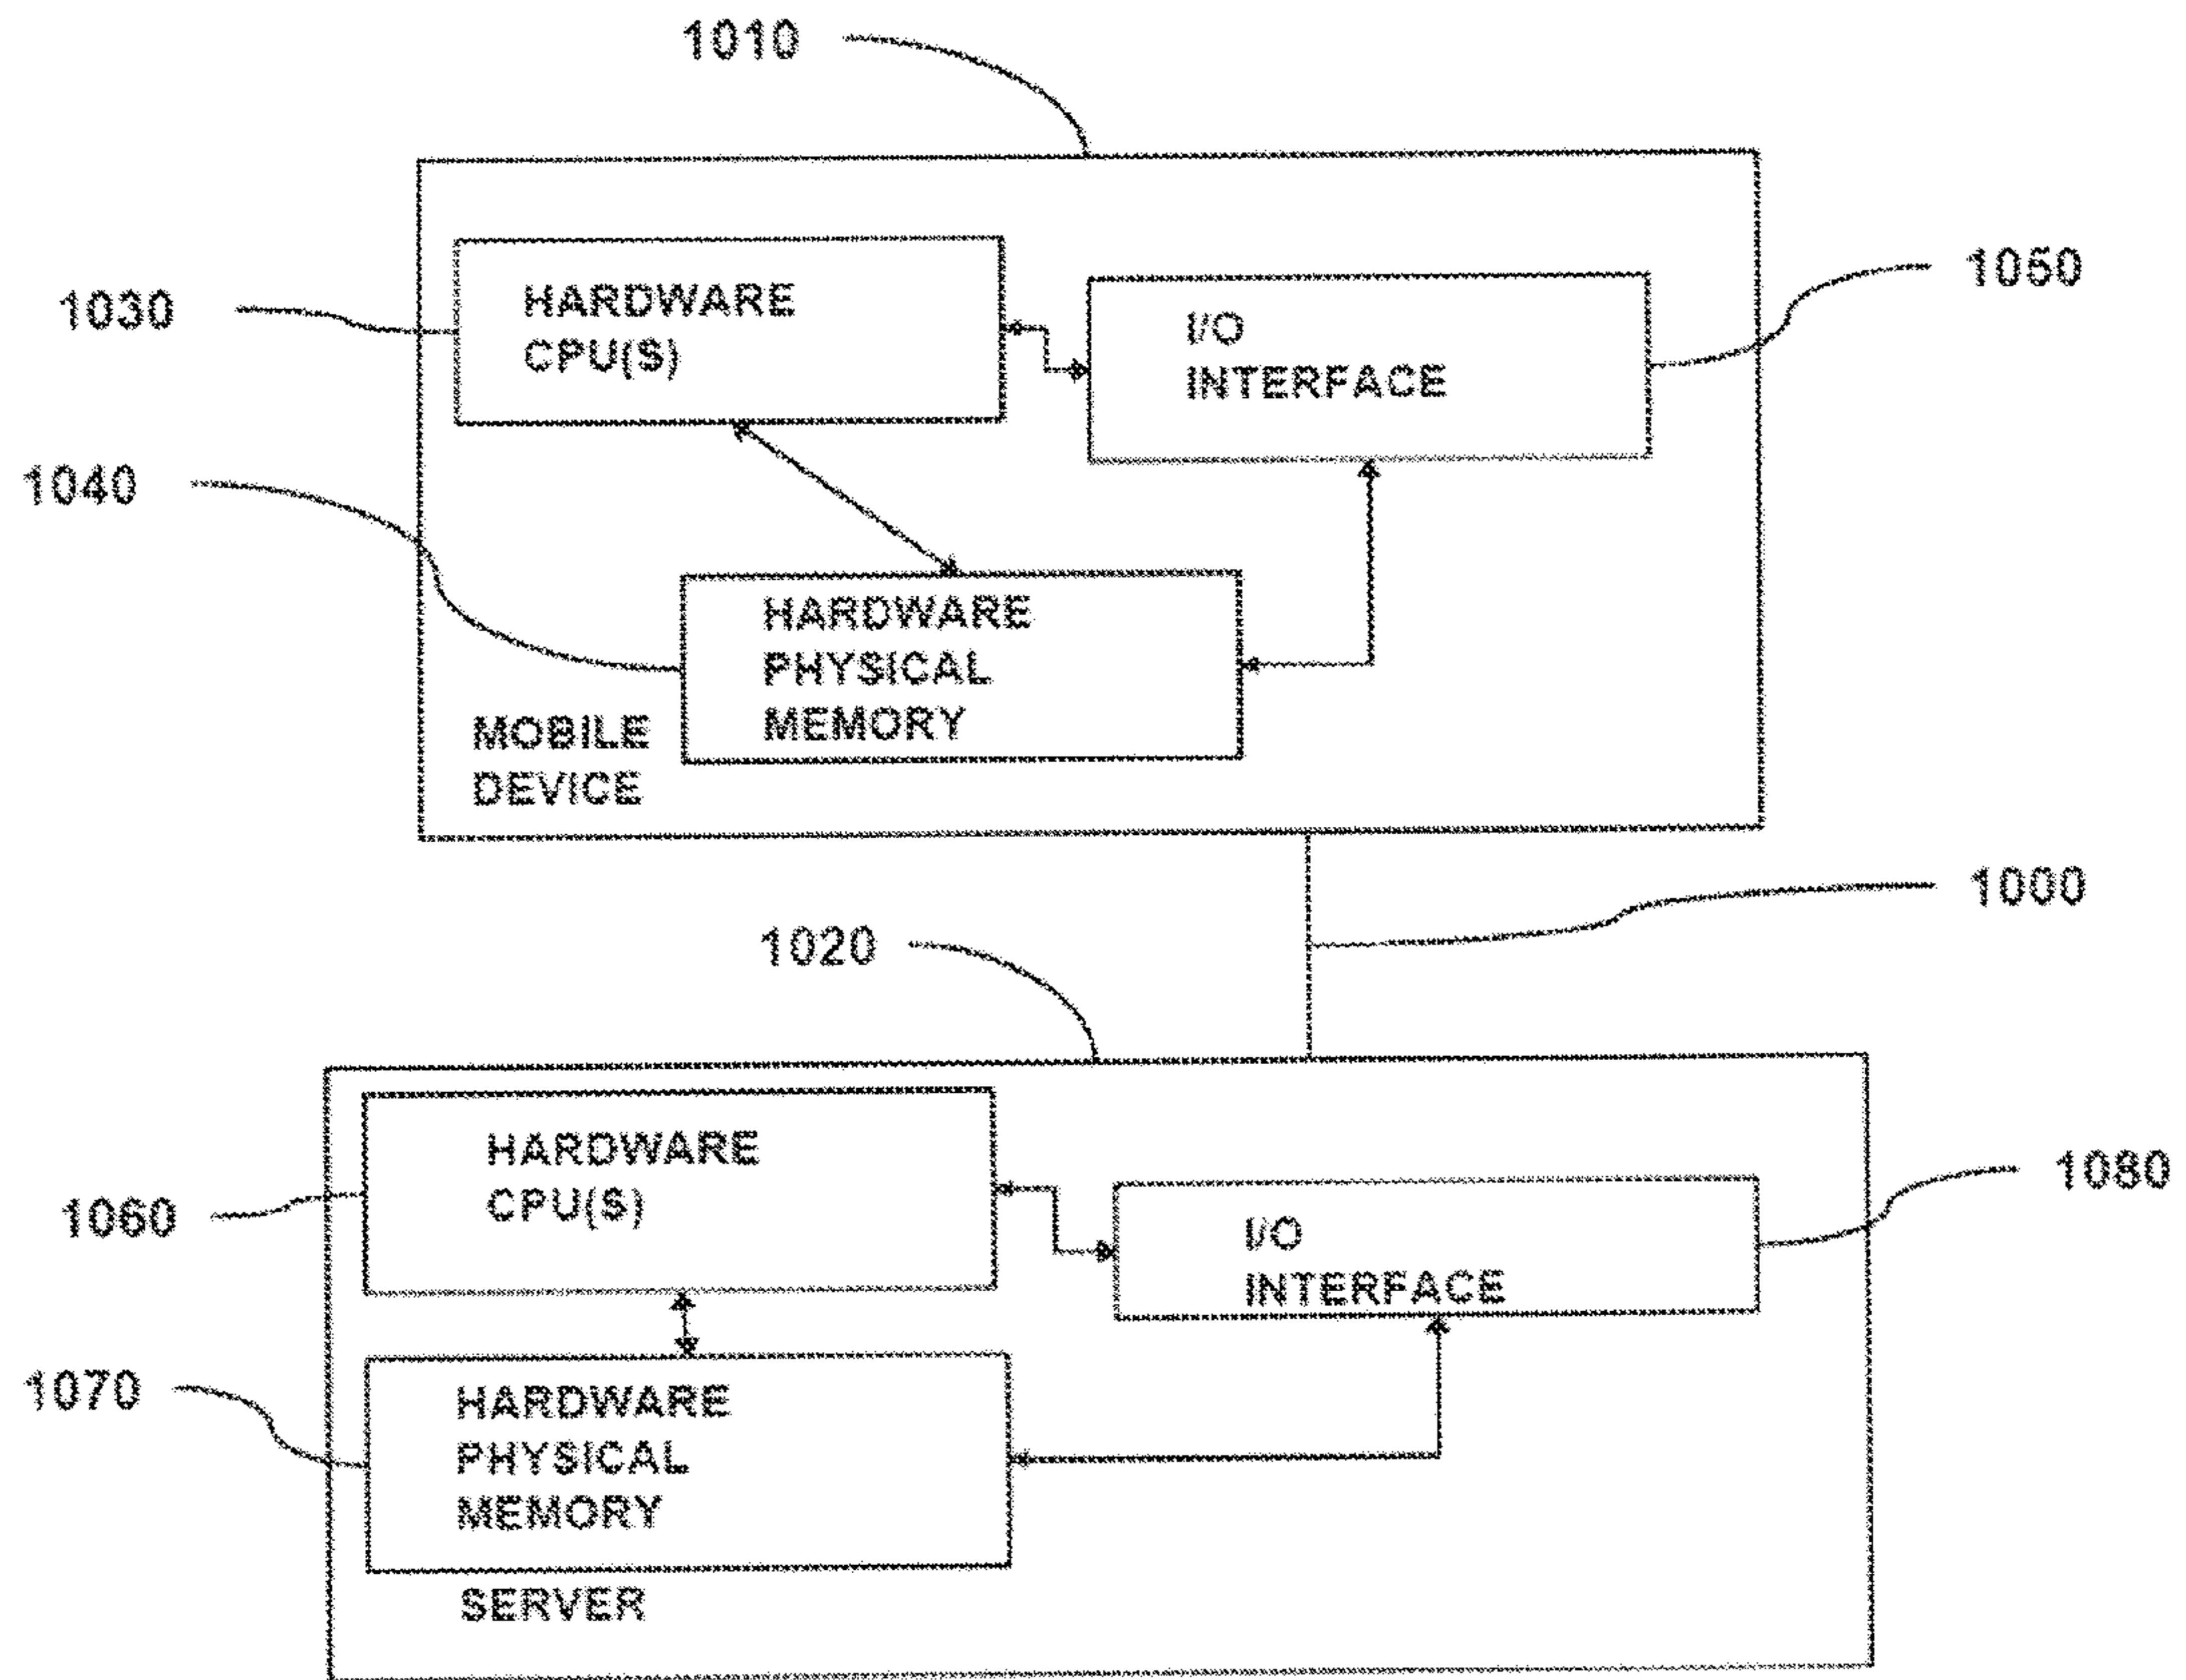 1010
1030
HARDWARE
CPU(S)
1050
I/O
INTERFACE
1040
HARDWARE
PHYSICAL
MEMORY
MOBILE
DEVICE
1000
1020
HARDWARE
CPU(S)
1060
1080
I/O
INTERFACE
1070
HARDWARE
PHYSICAL
MEMORY
SERVER